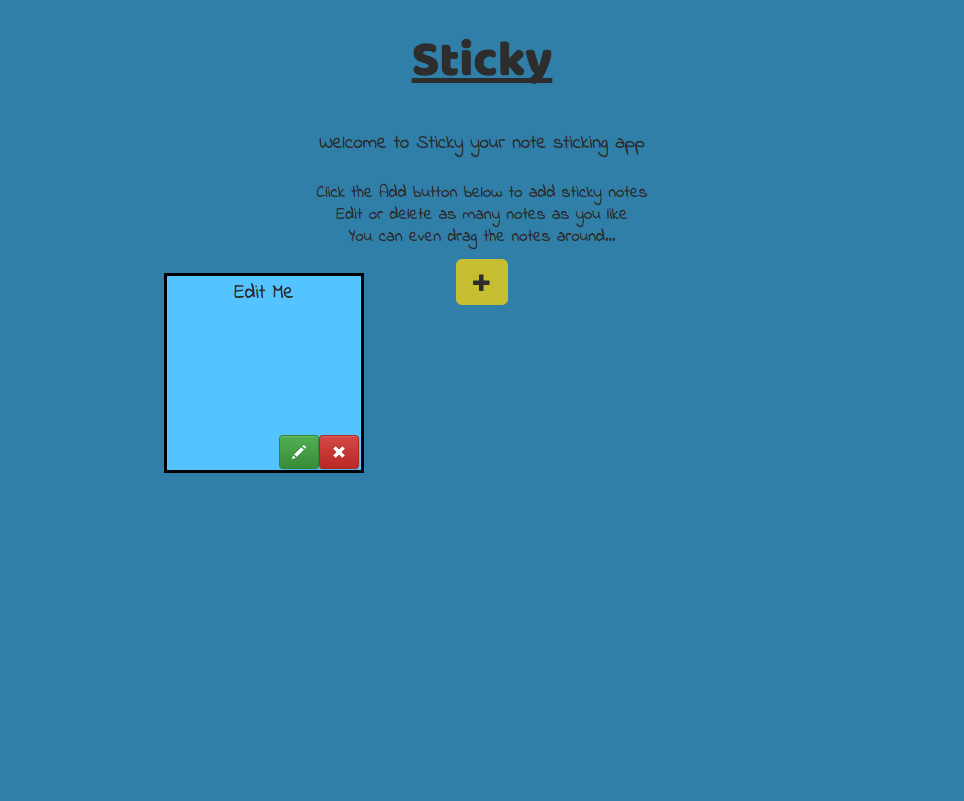 Sticky
Welcome to Sticky your note sticking app
Click the Add button below to add sticky notes
Edit or delete as many notes as you like
You can even drag the notes around...
Edit Me